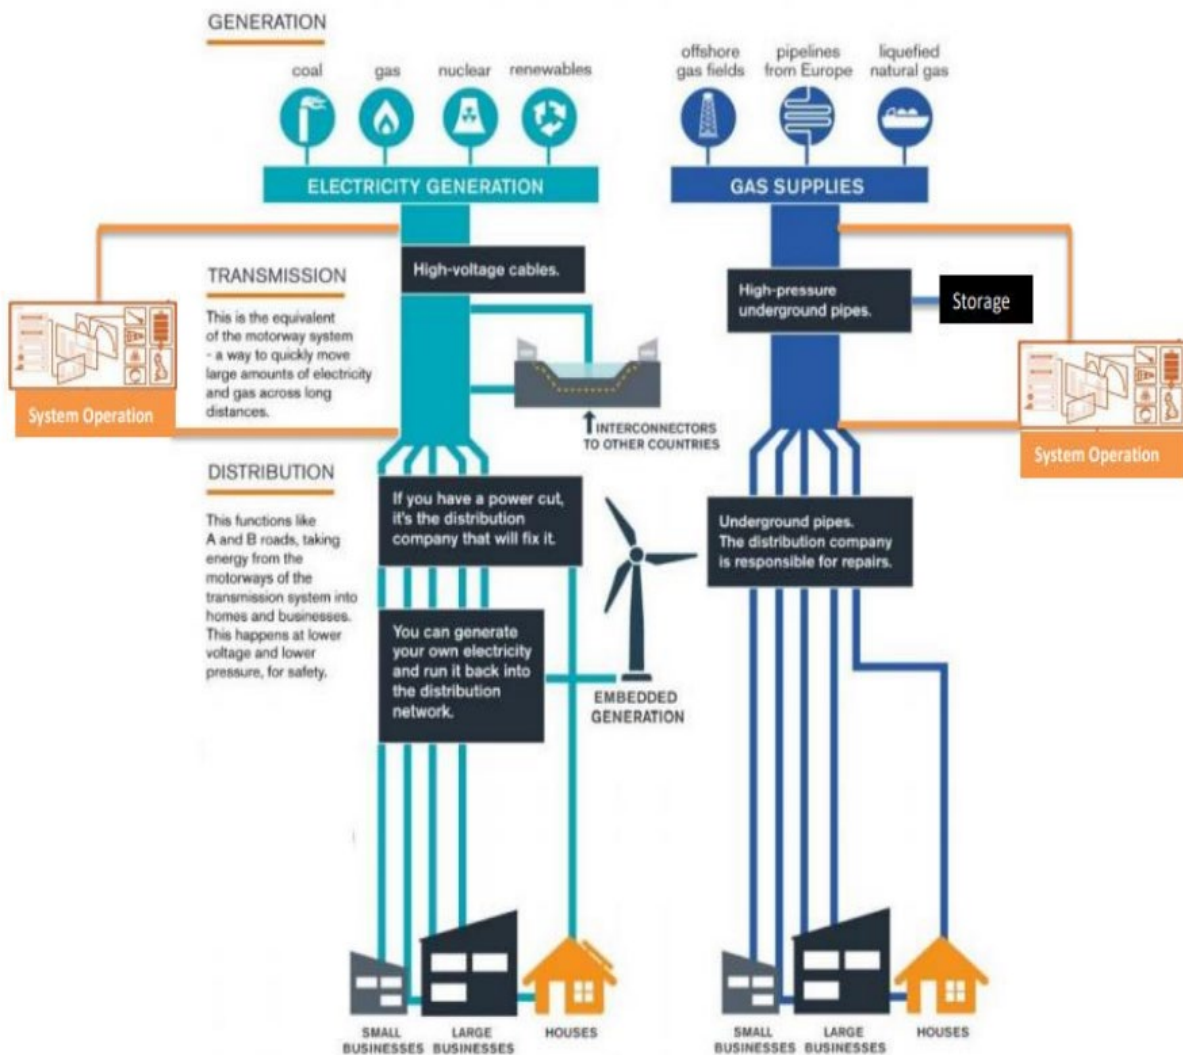 GENERATION
coal
gas
nuclear
renewables
offshore
gas fields
pipelines
from Europe
liquefied
natural gas
ELECTRICITY GENERATION
GAS SUPPLIES
High-voltage cables.
TRANSMISSION
This is the equivalent
of the motorway system
- a way to quickly move
large amounts of electricity
and gas across long
distances.
High-pressure
underground pipes.
Storage
System Operation
INTERCONNECTORS
TO OTHER COUNTRIES
System Operation
DISTRIBUTION
This functions like
A and B roads, taking
energy from the
motorways of the
transmission system into
homes and businesses.
This happens at lower
voltage and lower
pressure, for safety.
If you have a power cut,
it's the distribution
company that will fix it.
Underground pipes.
The distribution company
is responsible for repairs.
You can generate
your own electricity
and run it back into
the distribution
network.
EMBEDDED
GENERATION
SMALL
BUSINESSES
LARGE
BUSINESSES
HOUSES
SMALL
BUSINESSES
LARGE
BUSINESSES
HOUSES